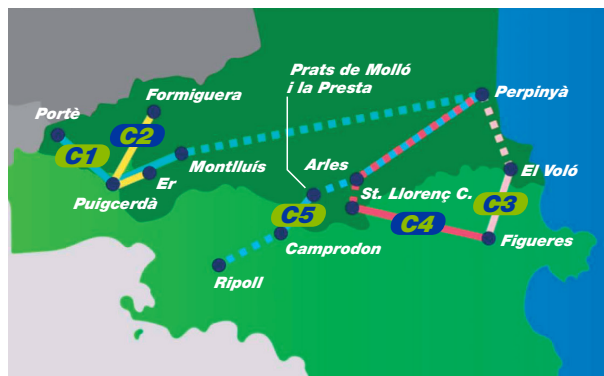 Prats de Molló
i la Presta
Formiguera
Perpinyà
Portè
C2
C1
Montlluís
Arles
Er
El Voló
Puigcerdà
St. Llorenç C.
C3
C5
C4
Figueres
Camprodon
Ripoll